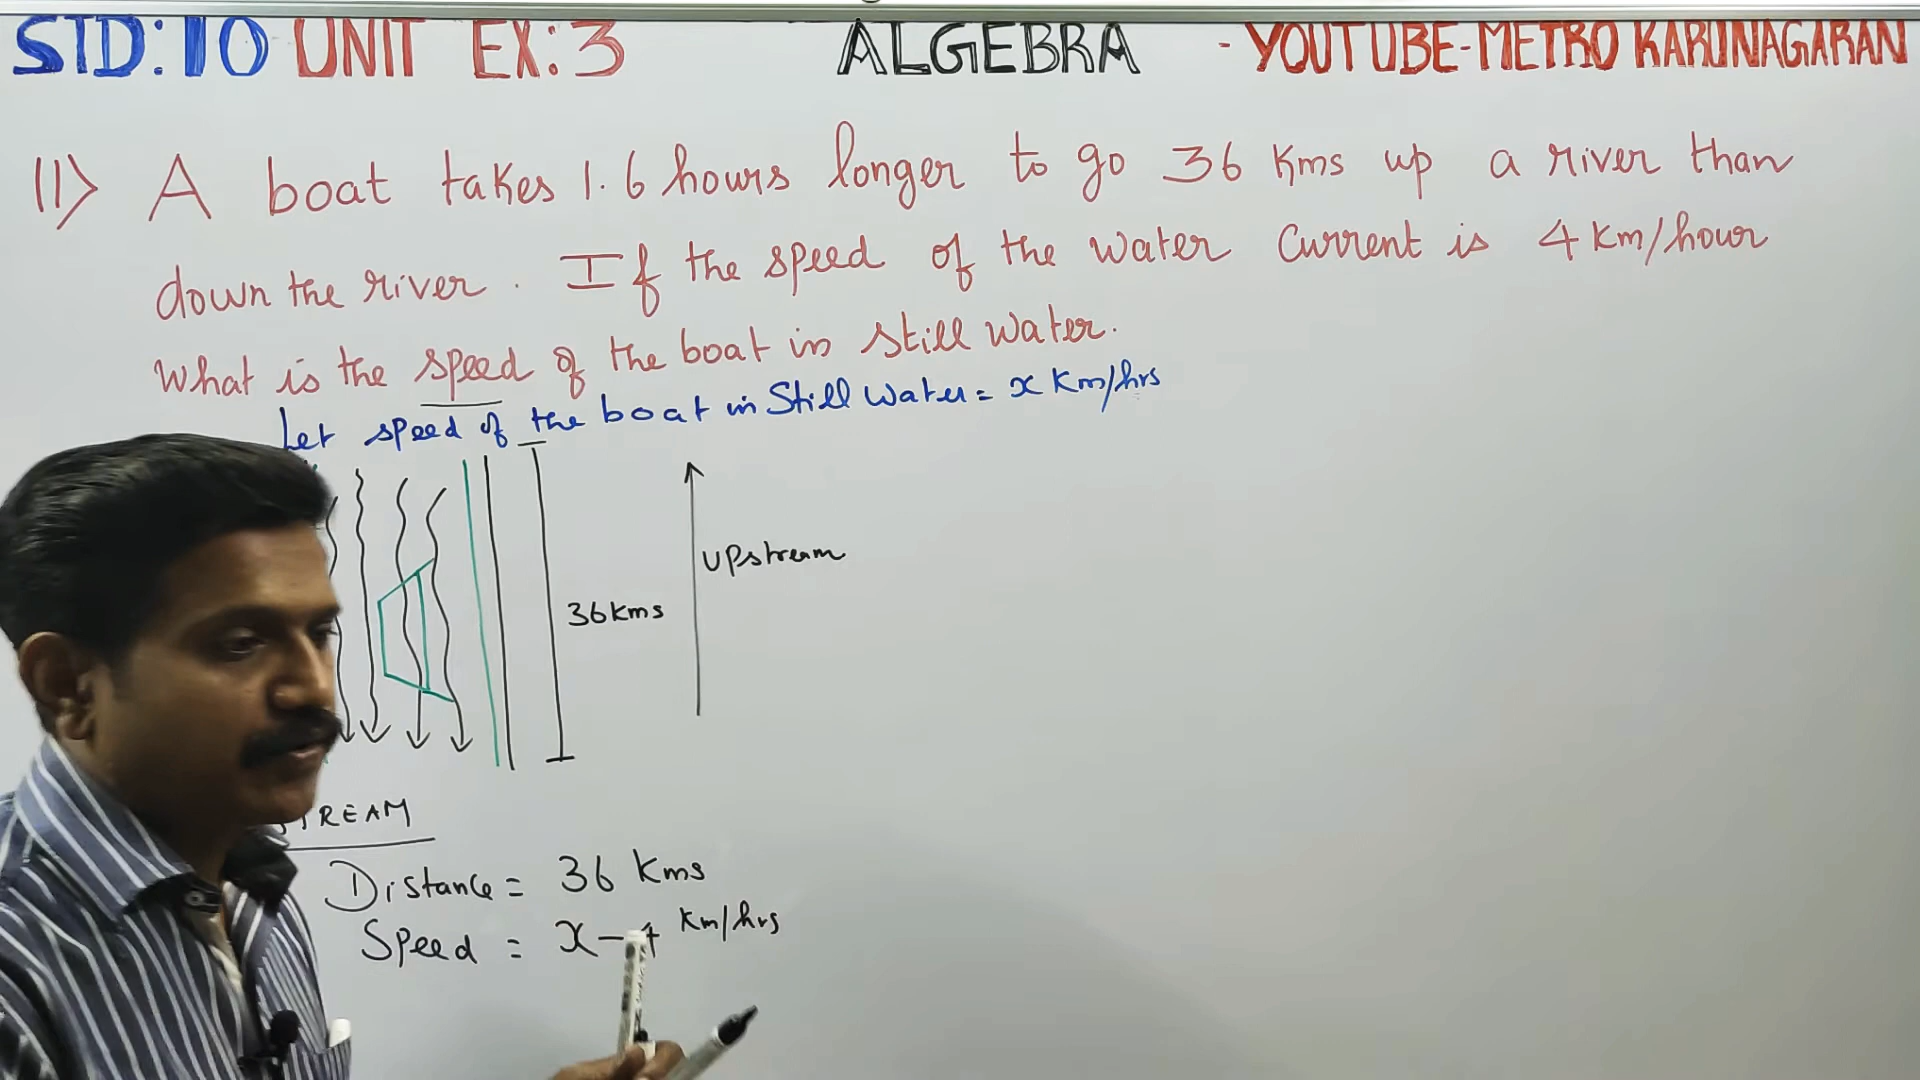 STD:10 UNIT EX:3 ALGEBRA - YOUTUBE-METRO KARUNAGARAN
11) A boat takes 1.6 hours longer to go 36 Kms up a river than
down the river. If the speed of the water current is 4 km/hour
What is the speed of the boat in still water.
Let speed of the boat in Still Water = x Km/hrs
upstream
36 kms
STREAM
Distance = 36 Kms
Speed = x - 4 Km/hrs